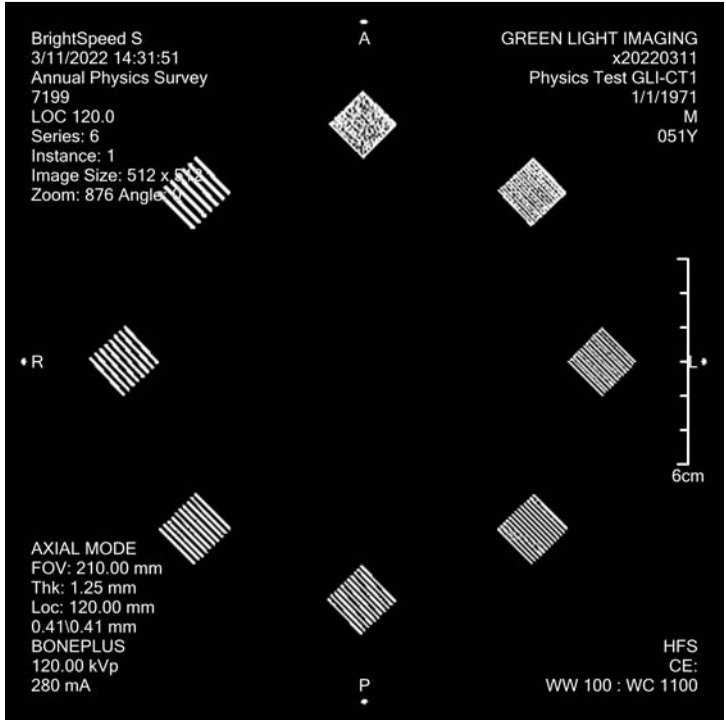 BrightSpeed S
3/11/2022 14:31:51
Annual Physics Survey
7199
LOC 120.0
Series: 6
Instance: 1
Image Size: 512 x 512
Zoom: 876 Angle: 0
A
GREEN LIGHT IMAGING
x20220311
Physics Test GLI-CT1
1/1/1971
M
051Y
R
L
6cm
AXIAL MODE
FOV: 210.00 mm
Thk: 1.25 mm
Loc: 120.00 mm
0.41\0.41 mm
BONEPLUS
120.00 kVp
280 mA
P
HFS
CE:
WW 100 : WC 1100